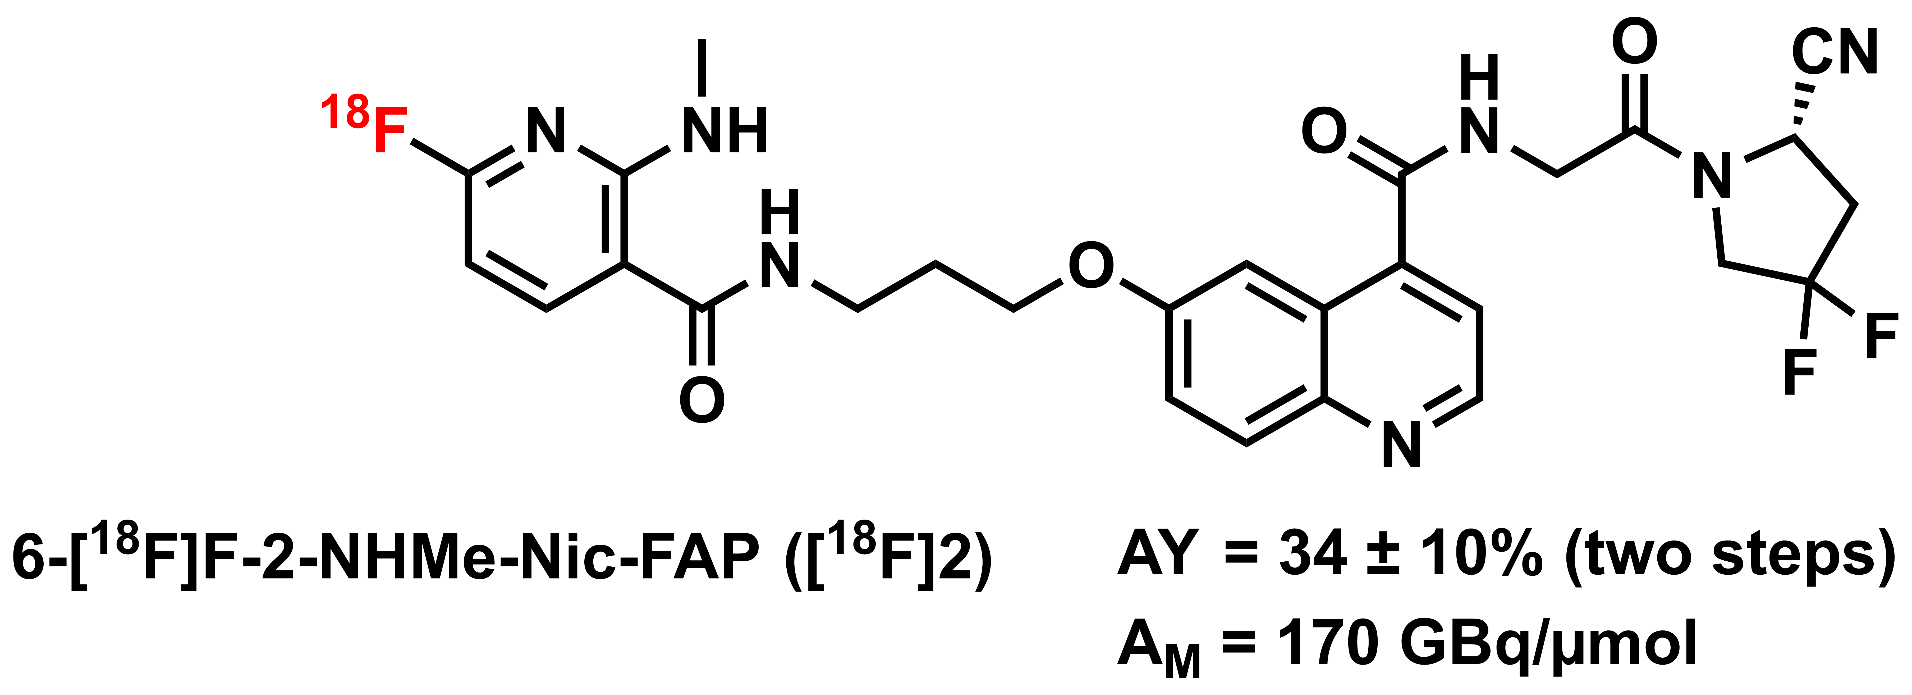 O CN
H
¹⁸F N NH O N N
H
N O F
F
O N
6-[¹⁸F]F-2-NHMe-Nic-FAP ([¹⁸F]2) AY = 34 ± 10% (two steps)
A_M = 170 GBq/µmol